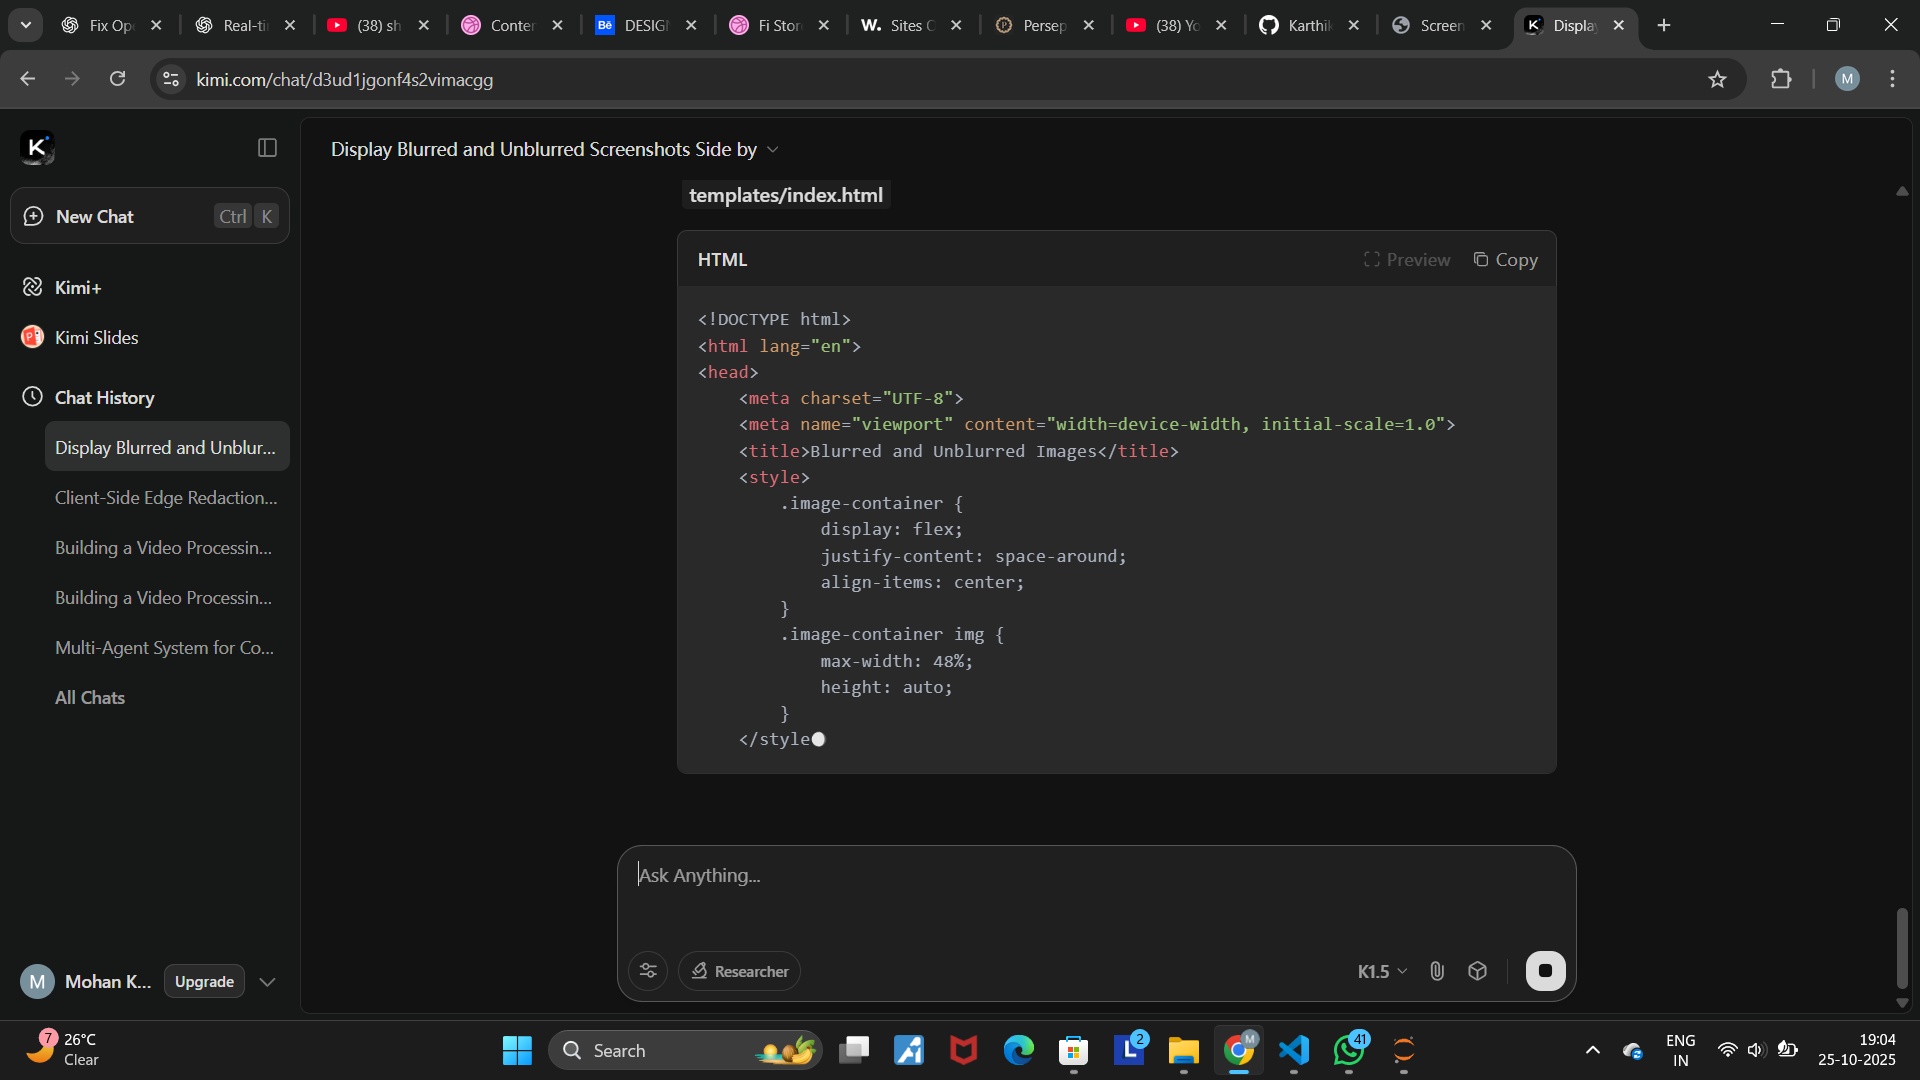 Fix Op
Real-ti
(38) sh
Conter
Bē
DESIG
Fi Stor
W.
Sites
Persep
(38) Yo
Karthik
Screen
K
Displa
kimi.com/chat/d3ud1jgonf4s2vimacgg
M
K
Display Blurred and Unblurred Screenshots Side by
New Chat
Ctrl
K
Kimi+
Kimi Slides
Chat History
Display Blurred and Unblur...
Client-Side Edge Redaction...
Building a Video Processin...
Building a Video Processin...
Multi-Agent System for Co...
All Chats
templates/index.html
HTML
Preview
Copy
<!DOCTYPE html>
<html lang="en">
<head>
    <meta charset="UTF-8">
    <meta name="viewport" content="width=device-width, initial-scale=1.0">
    <title>Blurred and Unblurred Images</title>
    <style>
        .image-container {
            display: flex;
            justify-content: space-around;
            align-items: center;
        }
        .image-container img {
            max-width: 48%;
            height: auto;
        }
    </style
Ask Anything...
Researcher
K1.5
M
Mohan K...
Upgrade
7
26°C
Clear
Search
L
2
M
41
ENG
IN
19:04
25-10-2025